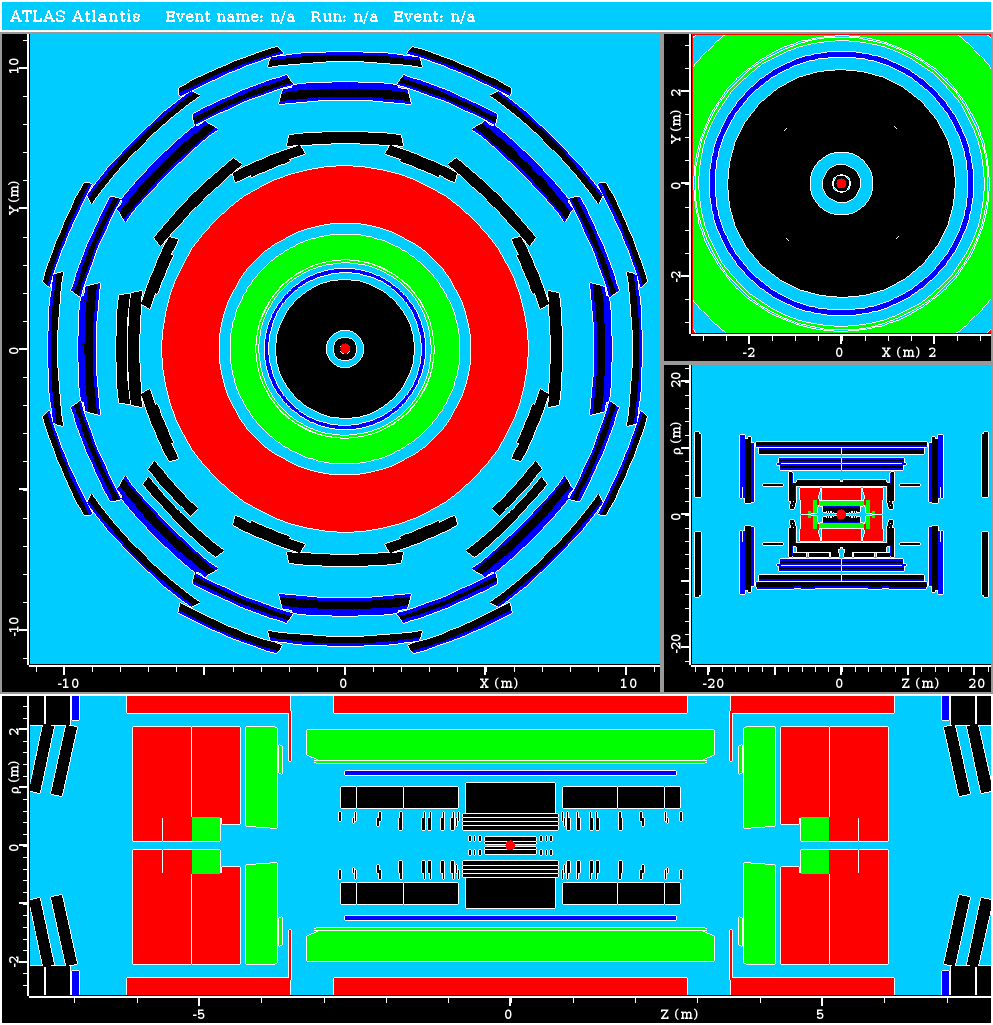 ATLAS Atlantis Event name: n/a Run: n/a Event: n/a
10
Y (m)
0
-10
-10 0 X (m) 10
2
Y (m)
0
-2
-2 0 X (m) 2
20
ρ (m)
0
-20
-20 0 Z (m) 20
2
ρ (m)
0
-2
-5 0 Z (m) 5